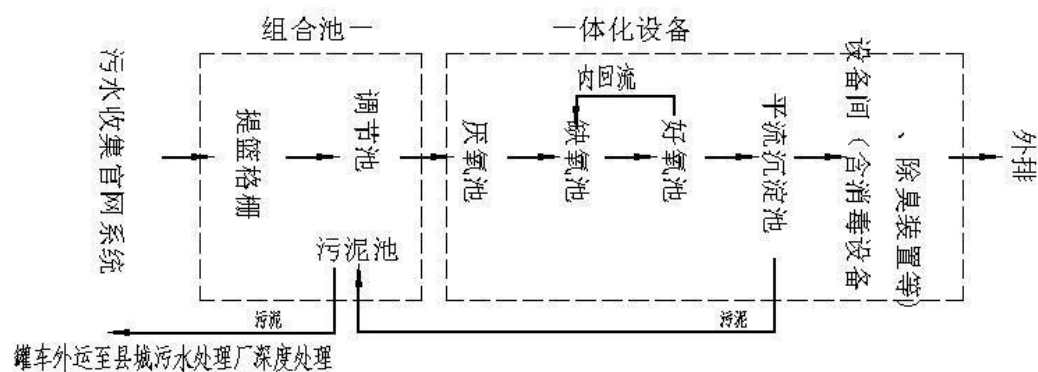 组合池
一体化设备
污水收集官网系统
提篮格栅
调节池
厌氧池
缺氧池
内回流
好氧池
平流沉淀池
设备间（含消毒设备
、除臭装置等）
外排
污泥池
污泥
污泥
罐车外运至县城污水处理厂深度处理